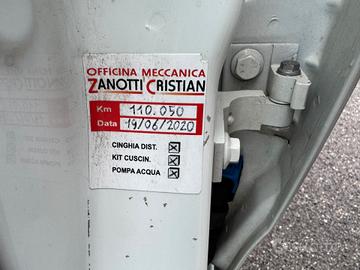 OFFICINA MECCANICA
ZANOTTI CRISTIAN
Km 110.050
Data 19/06/2020
CINGHIA DIST. ☒
KIT CUSCIN. ☒
POMPA ACQUA ☒